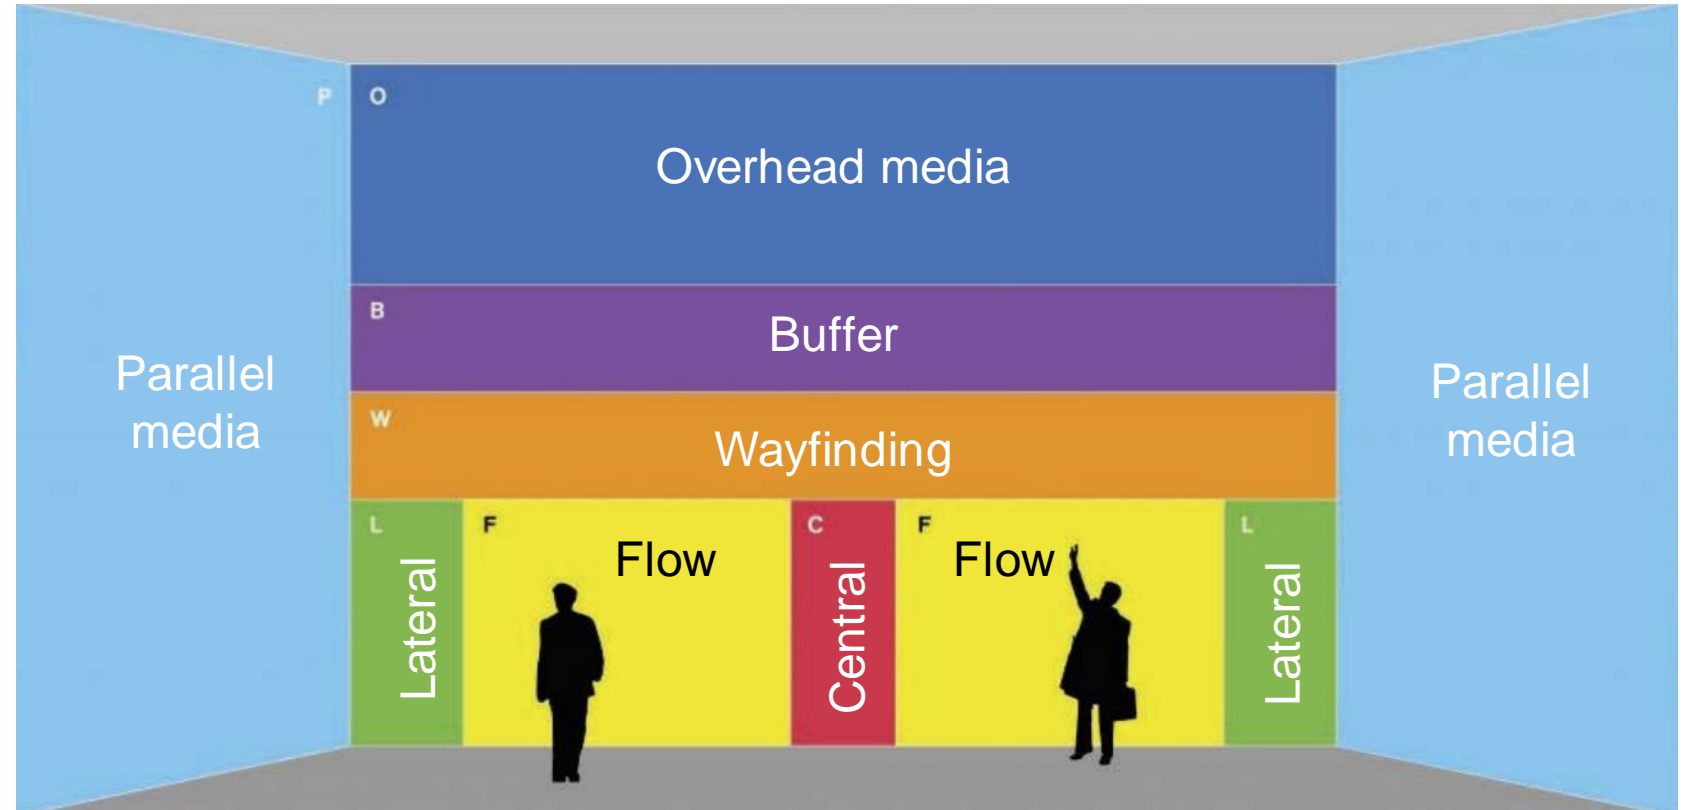 P
O
Overhead media
B
Buffer
Parallel
media
Parallel
media
W
Wayfinding
L
F
C
F
L
Flow
Flow
Lateral
Central
Lateral